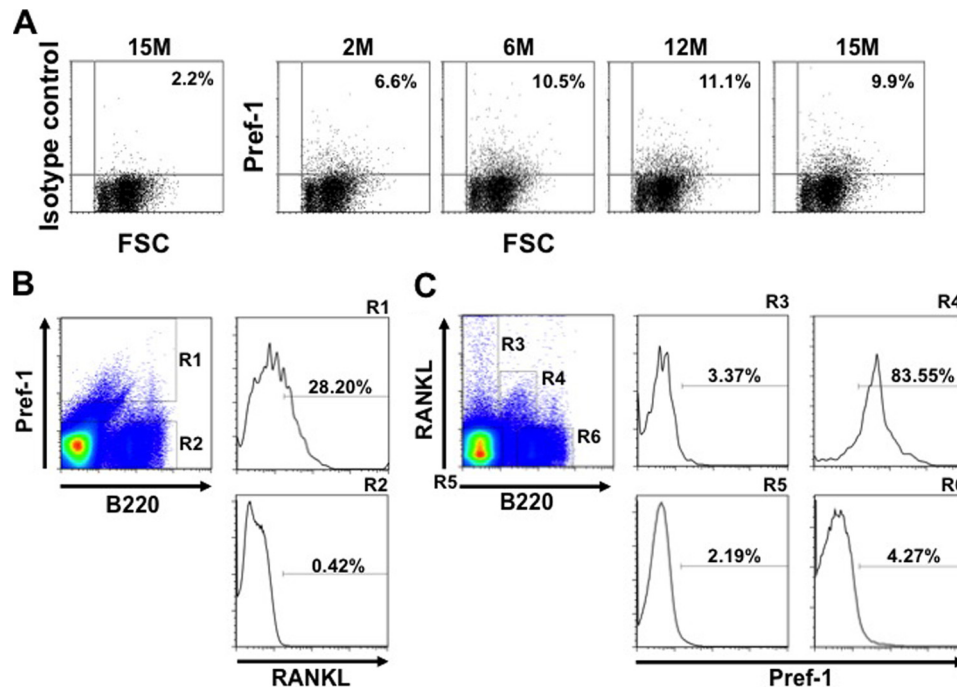 A
15M
2M
6M
12M
15M
Isotype control
2.2%
Pref-1
6.6%
10.5%
11.1%
9.9%
FSC
FSC
B
C
Pref-1
R1
R2
B220
R1
28.20%
R2
0.42%
RANKL
RANKL
R3
R4
R6
R5
B220
R3
3.37%
R4
83.55%
R5
2.19%
4.27%
Pref-1